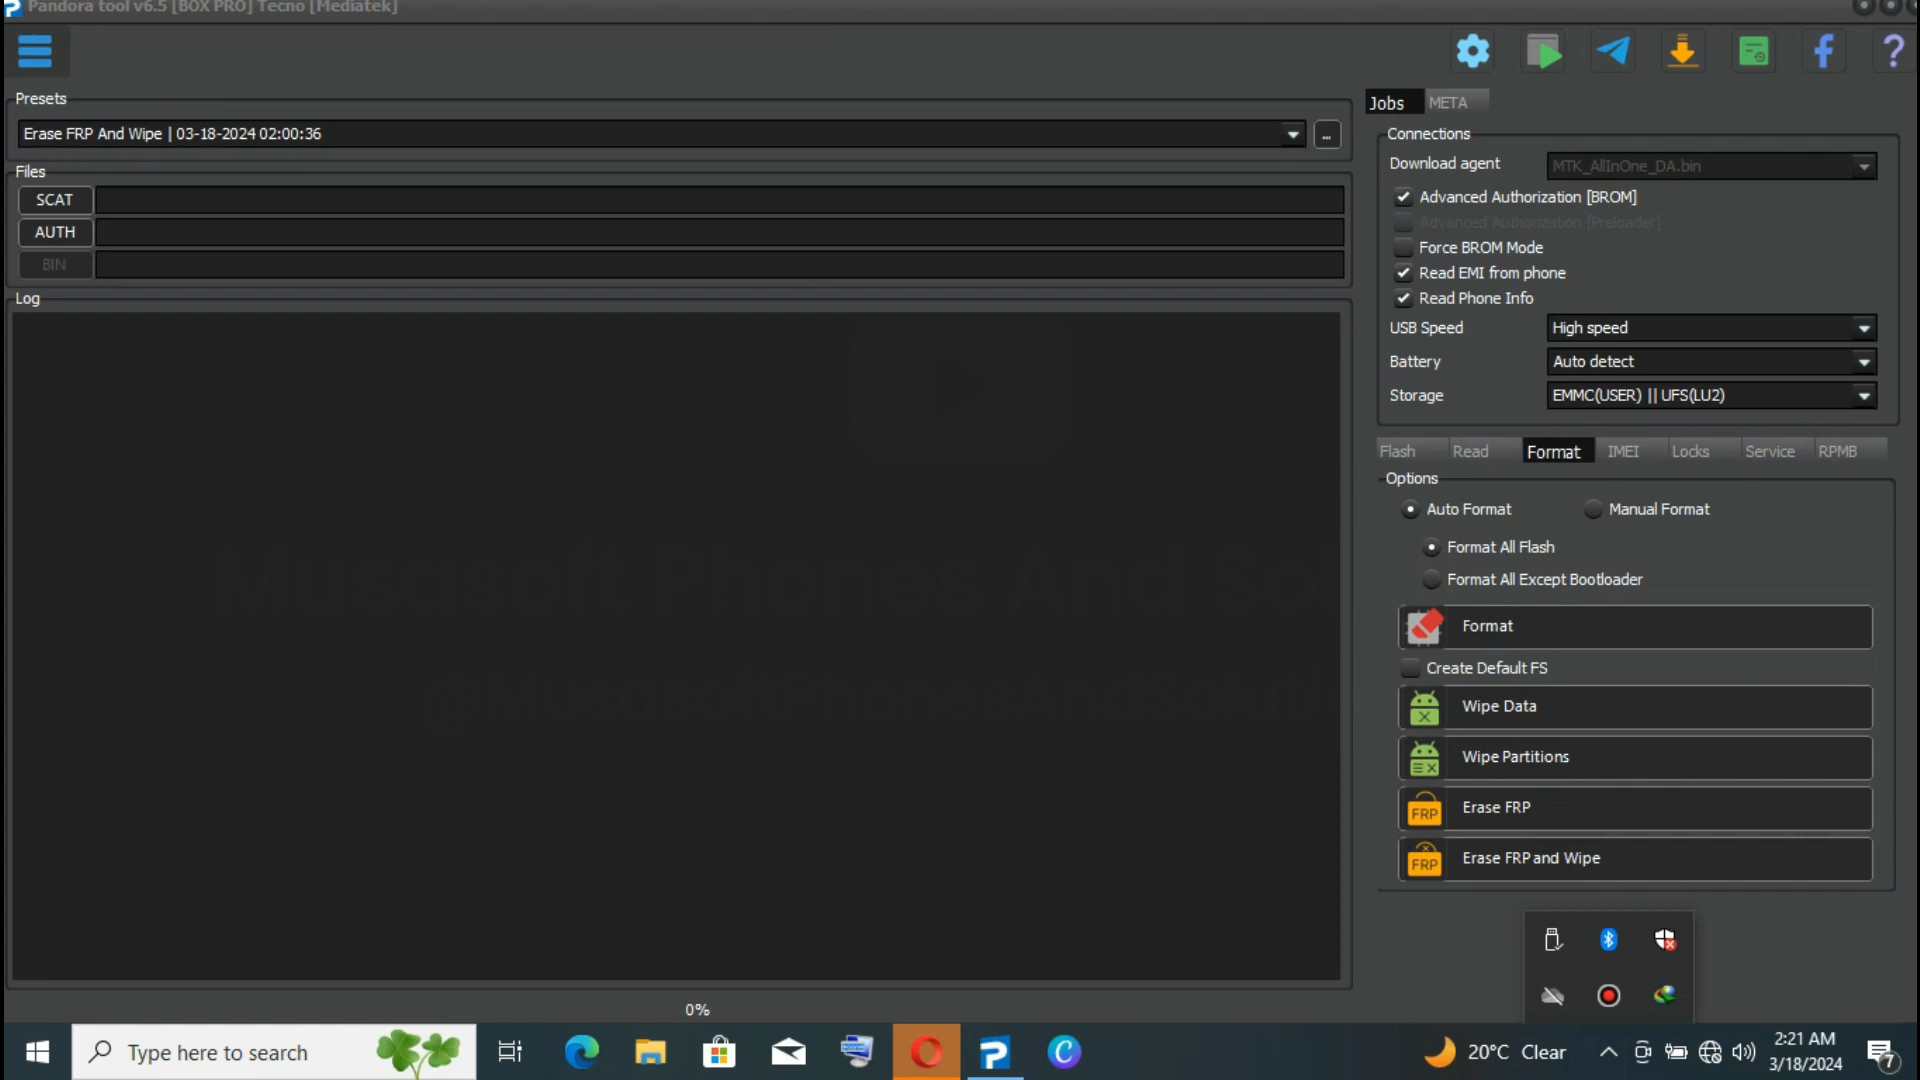 Pandora tool v6.5 [BOX PRO] Tecno [Mediatek]
Presets
Erase FRP And Wipe | 03-18-2024 02:00:36
...
Files
SCAT
AUTH
BIN
Log
0%
Jobs META
Connections
Download agent MTK_AllInOne_DA.bin
Advanced Authorization [BROM]
Advanced Authorization [Preloader]
Force BROM Mode
Read EMI from phone
Read Phone Info
USB Speed High speed
Battery Auto detect
Storage EMMC(USER) || UFS(LU2)
Flash Read Format IMEI Locks Service RPMB
Options
Auto Format Manual Format
Format All Flash
Format All Except Bootloader
Format
Create Default FS
Wipe Data
Wipe Partitions
FRP Erase FRP
FRP Erase FRP and Wipe
Type here to search
20°C Clear
2:21 AM
3/18/2024
7